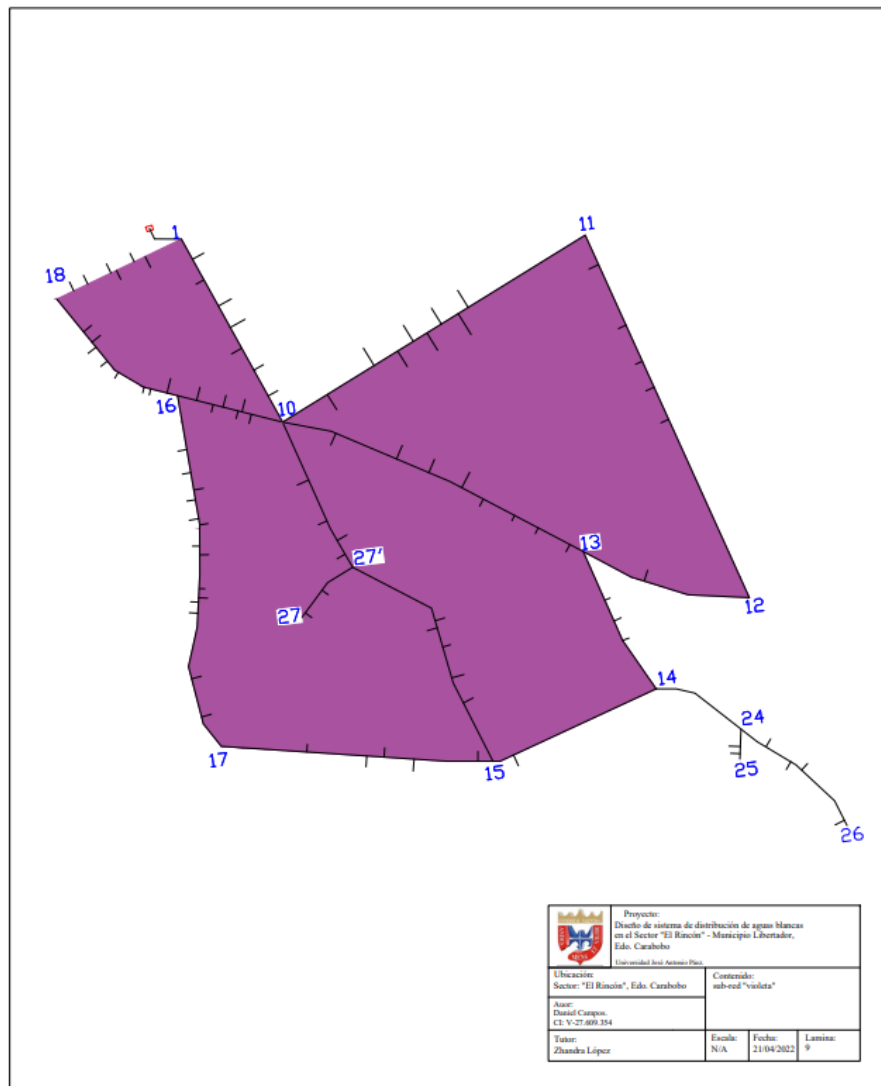 1
11
18
16
10
13
27'
27
12
14
24
17
15
25
26
Proyecto:
Diseño de sistema de distribución de aguas blancas
en el Sector "El Rincón" - Municipio Libertador,
Edo. Carabobo
Universidad José Antonio Páez.
Ubicación:
Sector: "El Rincón", Edo. Carabobo
Contenido:
sub-red "violeta"
Auor:
Daniel Campos.
CI: V-27.609.354
Tutor:
Zhandra López
Escala:
N/A
Fecha:
21/04/2022
Lamina:
9